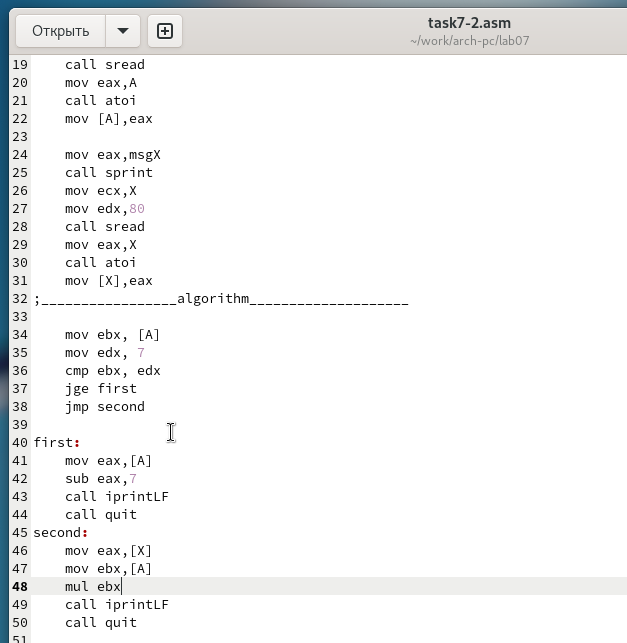 Открыть
task7-2.asm
~/work/arch-pc/lab07
19 call sread
20 mov eax,A
21 call atoi
22 mov [A],eax
23
24 mov eax,msgX
25 call sprint
26 mov ecx,X
27 mov edx,80
28 call sread
29 mov eax,X
30 call atoi
31 mov [X],eax
32 ;_________________algorithm____________________
33
34 mov ebx, [A]
35 mov edx, 7
36 cmp ebx, edx
37 jge first
38 jmp second
39
40 first:
41 mov eax,[A]
42 sub eax,7
43 call iprintLF
44 call quit
45 second:
46 mov eax,[X]
47 mov ebx,[A]
48 mul ebx
49 call iprintLF
50 call quit
51